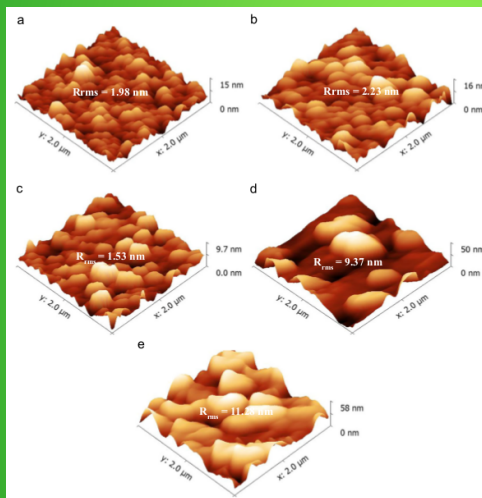 a
Rrms = 1.98 nm
15 nm
0 nm
y: 2.0 µm
x: 2.0 µm
b
Rrms = 2.23 nm
16 nm
0 nm
y: 2.0 µm
x: 2.0 µm
c
Rrms = 1.53 nm
9.7 nm
0.0 nm
y: 2.0 µm
x: 2.0 µm
d
Rrms = 9.37 nm
50 nm
0 nm
y: 2.0 µm
x: 2.0 µm
e
58 nm
0 nm
y: 2.0 µm
x: 2.0 µm